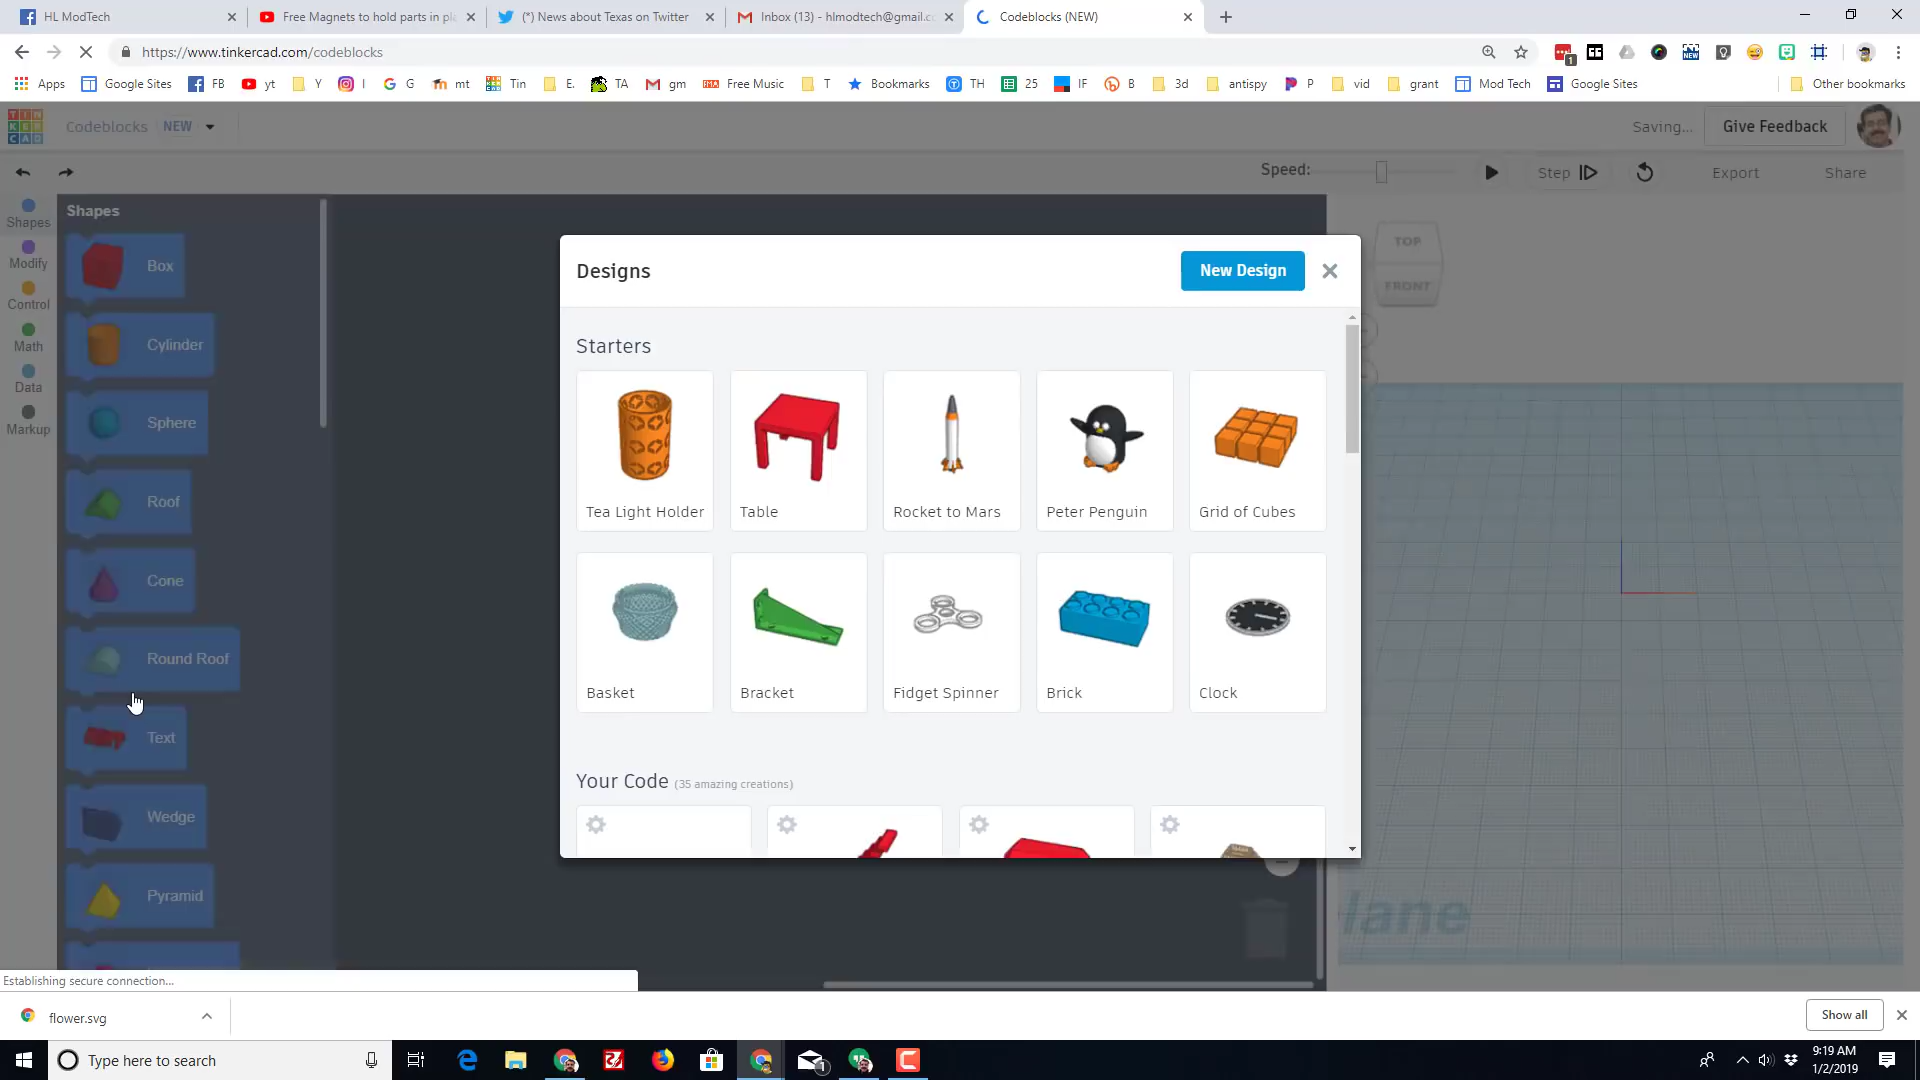 HL ModTech
Free Magnets to hold parts in pl
(*) News about Texas on Twitter
Inbox (13) - hlmodtech@gmail.c
Codeblocks (NEW)
https://www.tinkercad.com/codeblocks
Apps Google Sites FB yt Y I G mt Tin E. TA gm Free Music T Bookmarks TH 25 IF B 3d antispy P vid grant Mod Tech Google Sites Other bookmarks
TIN
KER
CAD
Codeblocks NEW
Saving...
Give Feedback
Speed:
Step
Export
Share
Shapes
Modify
Control
Math
Data
Markup
Shapes
Box
Cylinder
Sphere
Roof
Cone
Round Roof
Text
Wedge
Pyramid
Designs
New Design
Starters
Tea Light Holder
Table
Rocket to Mars
Peter Penguin
Grid of Cubes
Basket
Bracket
Fidget Spinner
Brick
Clock
Your Code (35 amazing creations)
TOP
FRONT
lane
Establishing secure connection...
flower.svg
Show all
Type here to search
9:19 AM
1/2/2019